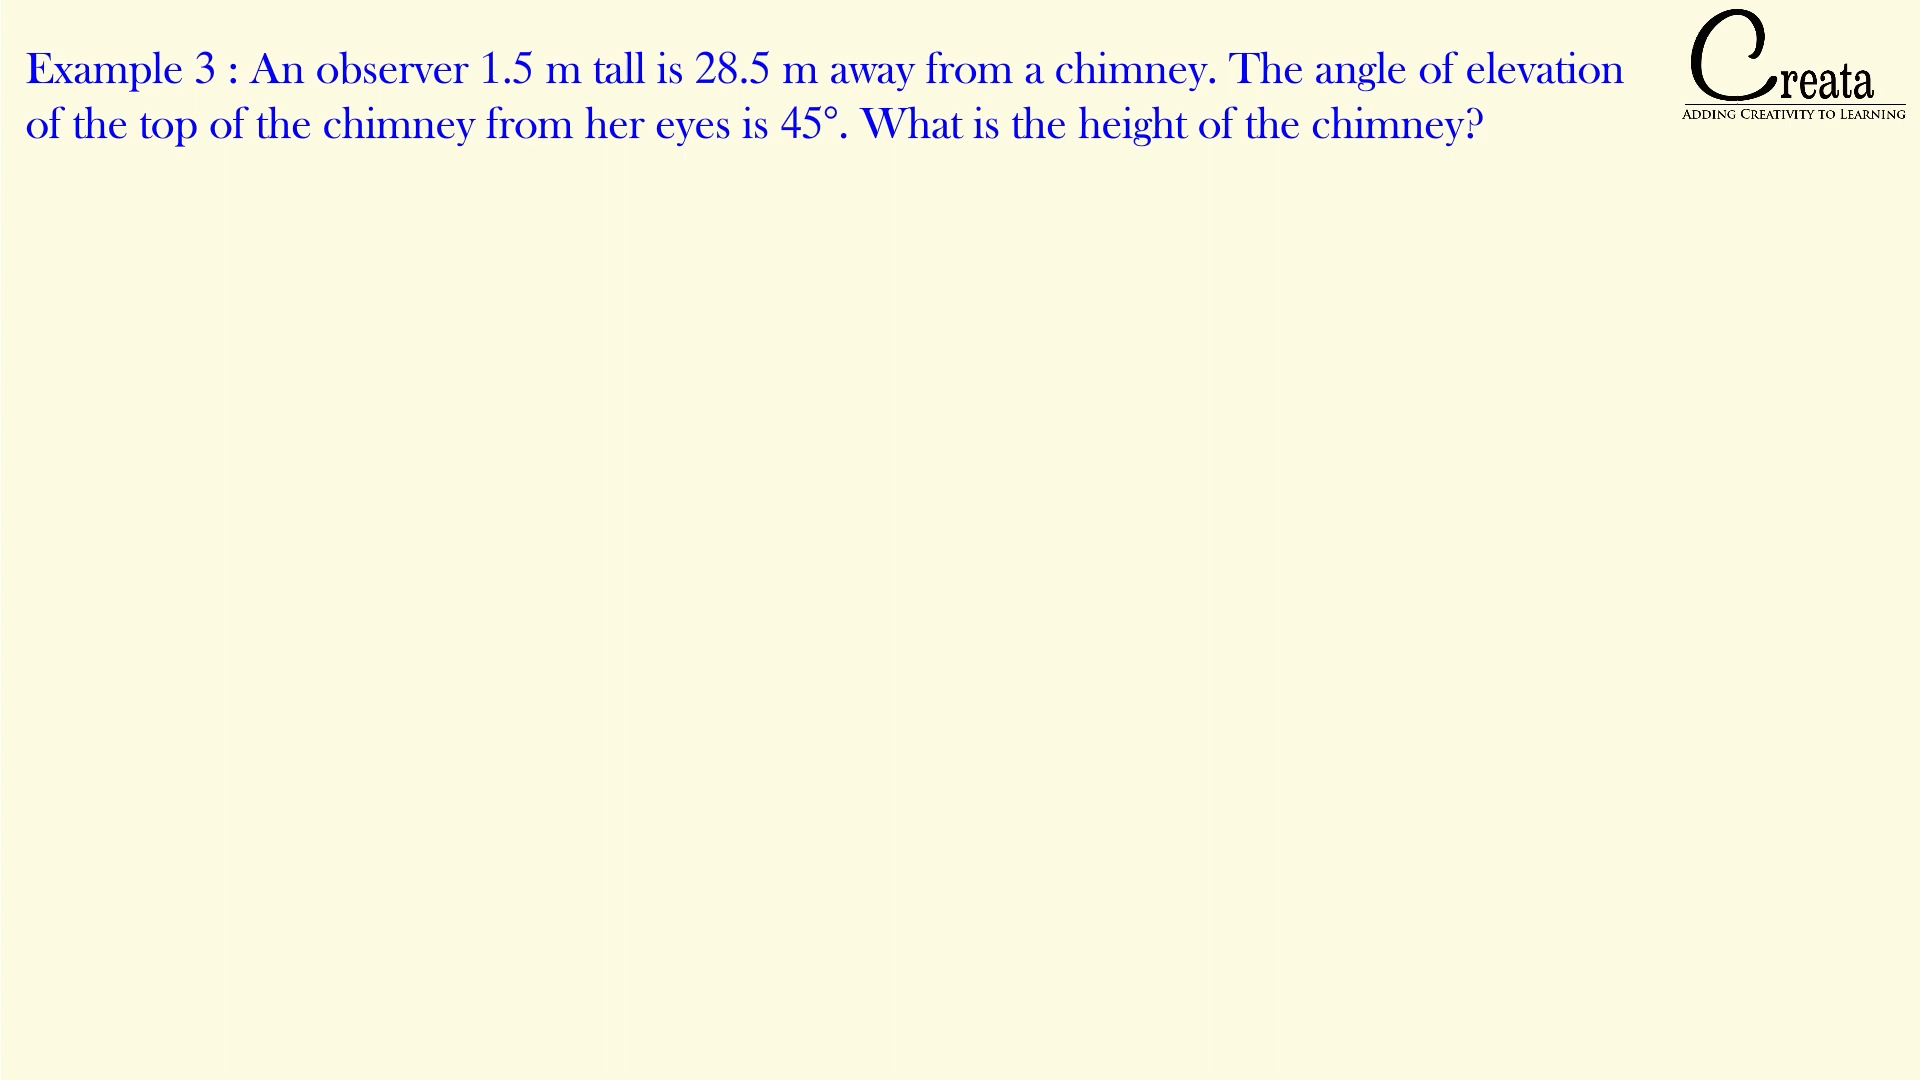 Example 3 : An observer 1.5 m tall is 28.5 m away from a chimney. The angle of elevation
of the top of the chimney from her eyes is 45°. What is the height of the chimney?
Creata
ADDING CREATIVITY TO LEARNING